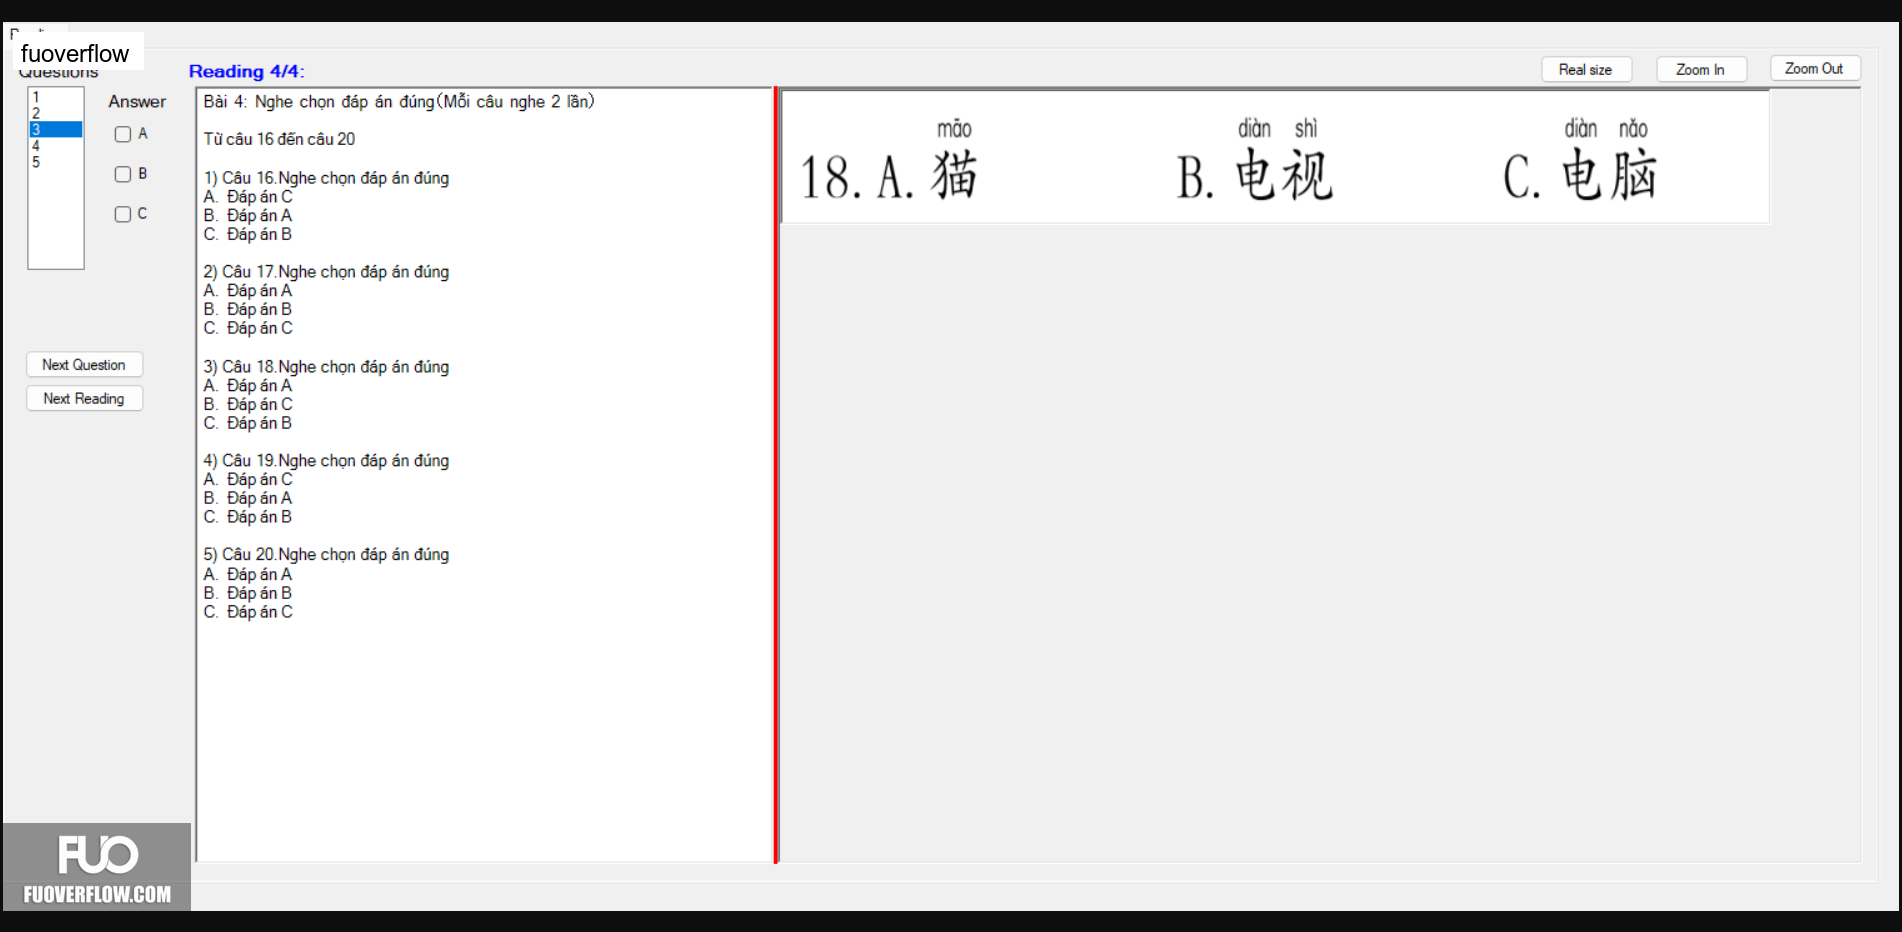 fuoverflow
Questions
Reading 4/4:
Real size
Zoom In
Zoom Out
1
2
3
4
5
Answer
A
B
C
Next Question
Next Reading
Bài 4: Nghe chọn đáp án đúng(Mỗi câu nghe 2 lần)
Từ câu 16 đến câu 20
1) Câu 16.Nghe chọn đáp án đúng
A. Đáp án C
B. Đáp án A
C. Đáp án B
2) Câu 17.Nghe chọn đáp án đúng
A. Đáp án A
B. Đáp án B
C. Đáp án C
3) Câu 18.Nghe chọn đáp án đúng
A. Đáp án A
B. Đáp án C
C. Đáp án B
4) Câu 19.Nghe chọn đáp án đúng
A. Đáp án C
B. Đáp án A
C. Đáp án B
5) Câu 20.Nghe chọn đáp án đúng
A. Đáp án A
B. Đáp án B
C. Đáp án C
māo diàn shì diàn nǎo
18. A. 猫 B. 电视 C. 电脑
FUO
FUOVERFLOW.COM